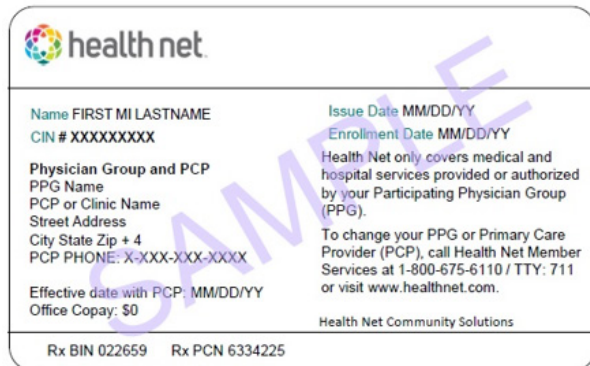 health net.
Name FIRST MI LASTNAME
CIN # XXXXXXXXX
Physician Group and PCP
PPG Name
PCP or Clinic Name
Street Address
City State Zip + 4
PCP PHONE: X-XXX-XXX-XXXX
Effective date with PCP: MM/DD/YY
Office Copay: $0
Issue Date MM/DD/YY
Enrollment Date MM/DD/YY
Health Net only covers medical and
hospital services provided or authorized
by your Participating Physician Group
(PPG).
To change your PPG or Primary Care
Provider (PCP), call Health Net Member
Services at 1-800-675-6110 / TTY: 711
or visit www.healthnet.com.
Health Net Community Solutions
Rx BIN 022659 Rx PCN 6334225
SAMPLE